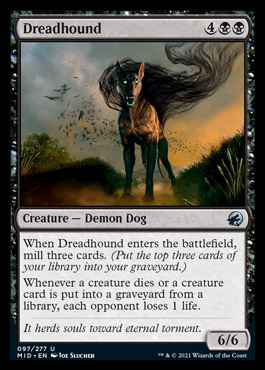 Dreadhound 4
Creature — Demon Dog
When Dreadhound enters the battlefield,
mill three cards. (Put the top three cards of
your library into your graveyard.)
Whenever a creature dies or a creature
card is put into a graveyard from a
library, each opponent loses 1 life.
It herds souls toward eternal torment.
6/6
097/277 U
MID • EN JOE SLUCHER ™ & © 2021 Wizards of the Coast